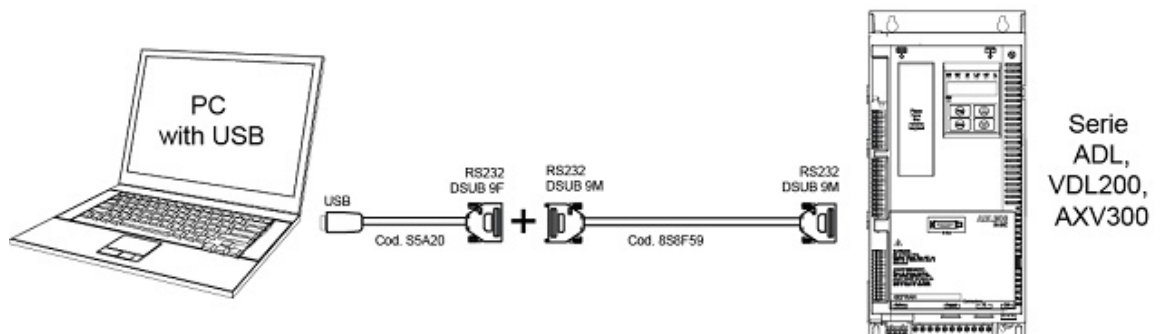 PC
with USB
USB
Cod. S5A20
RS232
DSUB 9F
+
RS232
DSUB 9M
Cod. 8S8F59
RS232
DSUB 9M
Serie
ADL,
VDL200,
AXV300